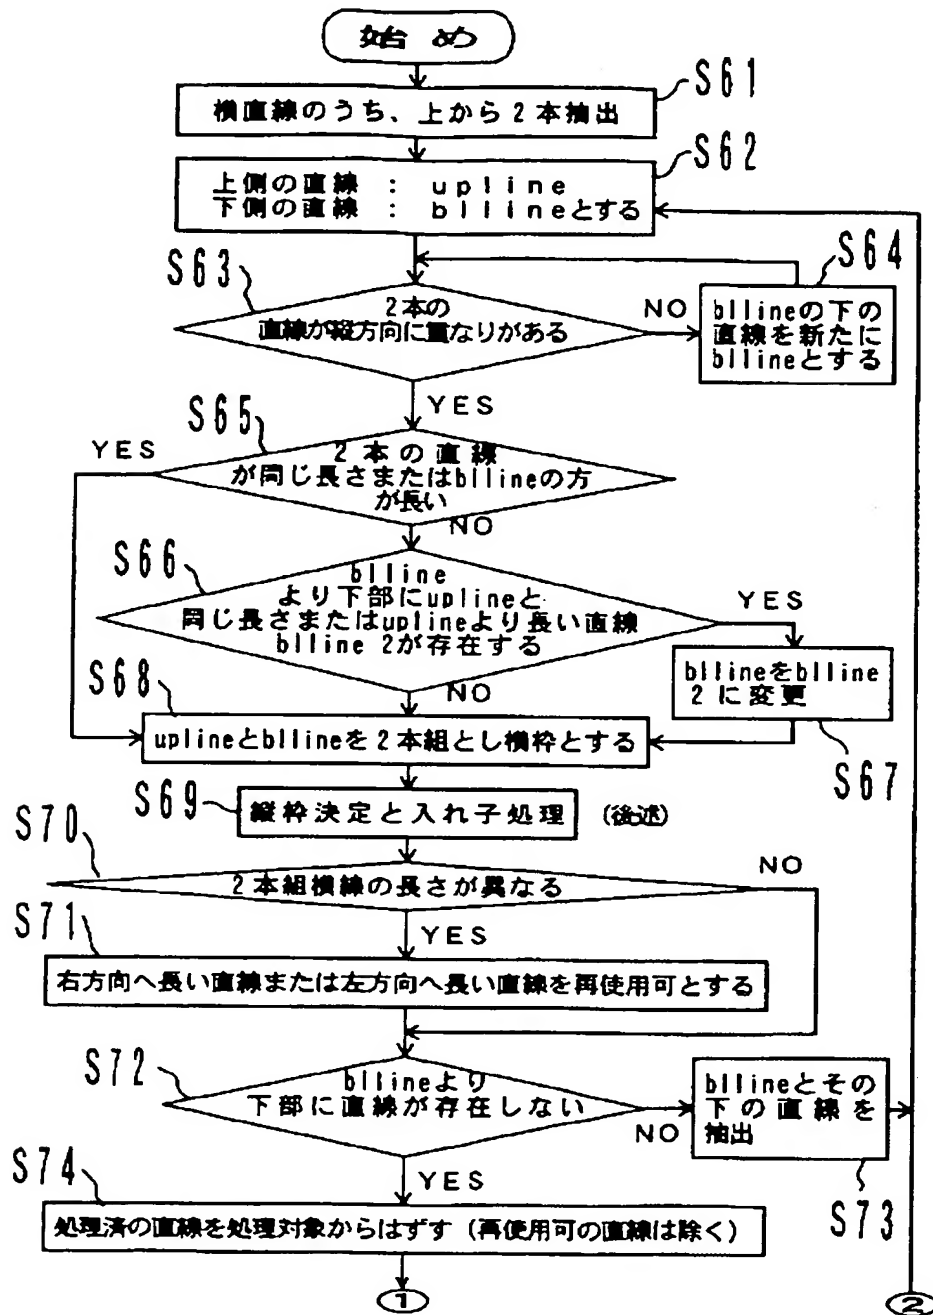 始め
S61
横直線のうち、上から2本抽出
S62
上側の直線 : upline
下側の直線 : bllineとする
S63
2本の
直線が縦方向に重なりがある
NO
S64
bllineの下の
直線を新たに
bllineとする
YES
S65
YES
2本の直線
が同じ長さまたはbllineの方
が長い
NO
S66
blline
より下部にuplineと
同じ長さまたはuplineより長い直線
blline 2が存在する
YES
bllineをblline
2に変更
S67
NO
S68
uplineとbllineを2本組とし横枠とする
S69
縦枠決定と入れ子処理
(後述)
S70
2本組横線の長さが異なる
NO
YES
S71
右方向へ長い直線または左方向へ長い直線を再使用可とする
S72
bllineより
下部に直線が存在しない
NO
bllineとその
下の直線を
抽出
S73
YES
S74
処理済の直線を処理対象からはずす(再使用可の直線は除く)
①
②